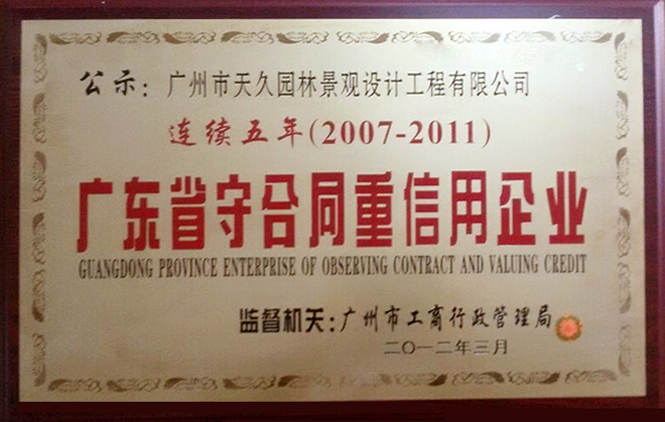 公示：广州市天久园林景观设计工程有限公司
连续五年(2007-2011)
广东省守合同重信用企业
GUANGDONG PROVINCE ENTERPRISE OF OBSERVING CONTRACT AND VALUING CREDIT
监督机关：广州市工商行政管理局
二〇一二年三月